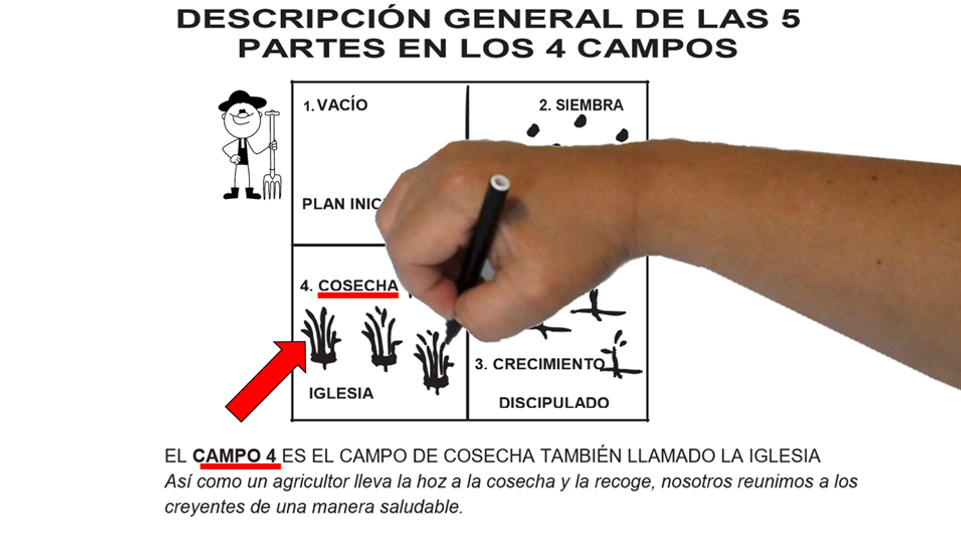 DESCRIPCIÓN GENERAL DE LAS 5
PARTES EN LOS 4 CAMPOS
1. VACÍO
2. SIEMBRA
PLAN
4. COSECHA
3. CRECIMIENTO
IGLESIA
DISCIPULADO
EL CAMPO 4 ES EL CAMPO DE COSECHA TAMBIÉN LLAMADO LA IGLESIA
Así como un agricultor lleva la hoz a la cosecha y la recoge, nosotros reunimos a los
creyentes de una manera saludable.